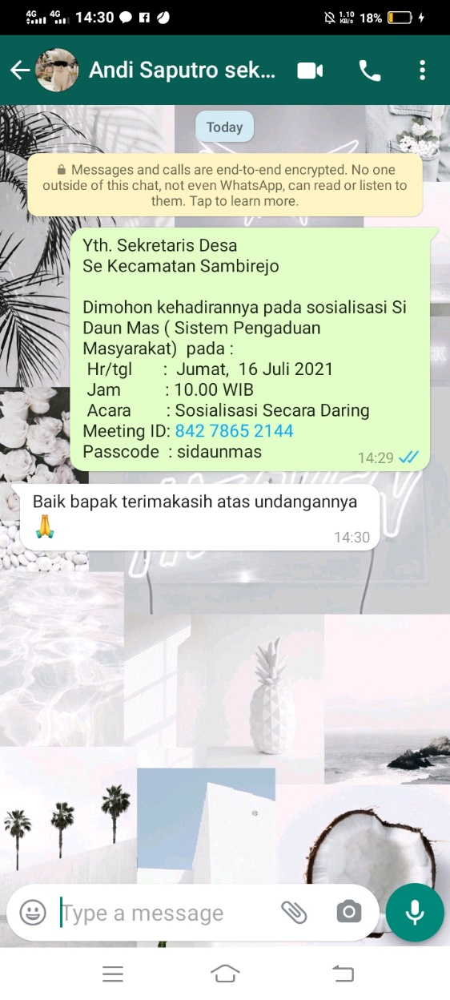 4G 4G 14:30 1.10 KB/s 18%
Andi Saputro sek...
Today
Messages and calls are end-to-end encrypted. No one
outside of this chat, not even WhatsApp, can read or listen to
them. Tap to learn more.
Yth. Sekretaris Desa
Se Kecamatan Sambirejo
Dimohon kehadirannya pada sosialisasi Si
Daun Mas ( Sistem Pengaduan
Masyarakat) pada :
Hr/tgl : Jumat, 16 Juli 2021
Jam : 10.00 WIB
Acara : Sosialisasi Secara Daring
Meeting ID: 842 7865 2144
Passcode : sidaunmas
14:29
Baik bapak terimakasih atas undangannya
🙏
14:30
Type a message